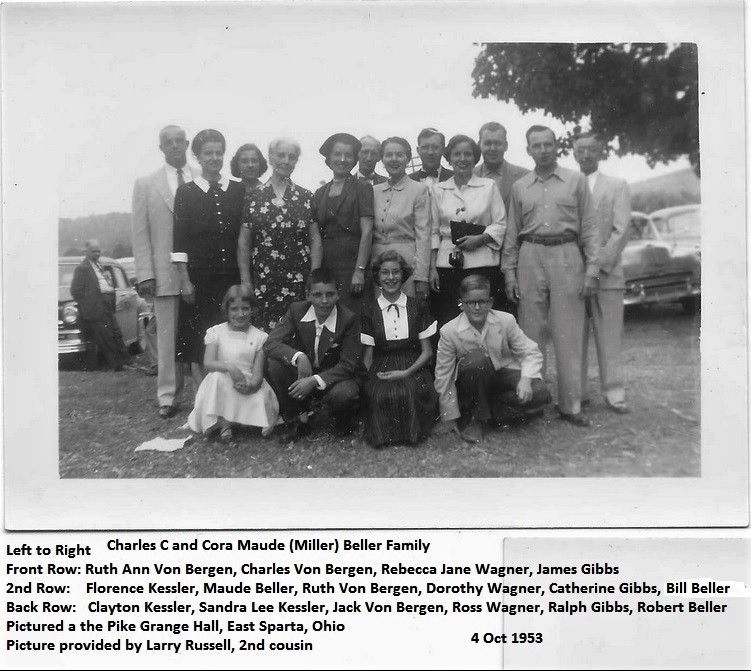 Left to Right Charles C and Cora Maude (Miller) Beller Family
Front Row: Ruth Ann Von Bergen, Charles Von Bergen, Rebecca Jane Wagner, James Gibbs
2nd Row: Florence Kessler, Maude Beller, Ruth Von Bergen, Dorothy Wagner, Catherine Gibbs, Bill Beller
Back Row: Clayton Kessler, Sandra Lee Kessler, Jack Von Bergen, Ross Wagner, Ralph Gibbs, Robert Beller
Pictured a the Pike Grange Hall, East Sparta, Ohio
4 Oct 1953
Picture provided by Larry Russell, 2nd cousin